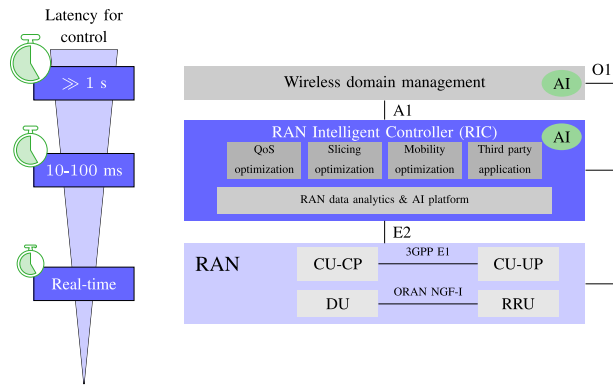 Latency for
control
≫ 1 s
10-100 ms
Real-time
Wireless domain management
AI
O1
A1
RAN Intelligent Controller (RIC)
AI
QoS
optimization
Slicing
optimization
Mobility
optimization
Third party
application
RAN data analytics & AI platform
E2
RAN
CU-CP
3GPP E1
CU-UP
DU
ORAN NGF-I
RRU